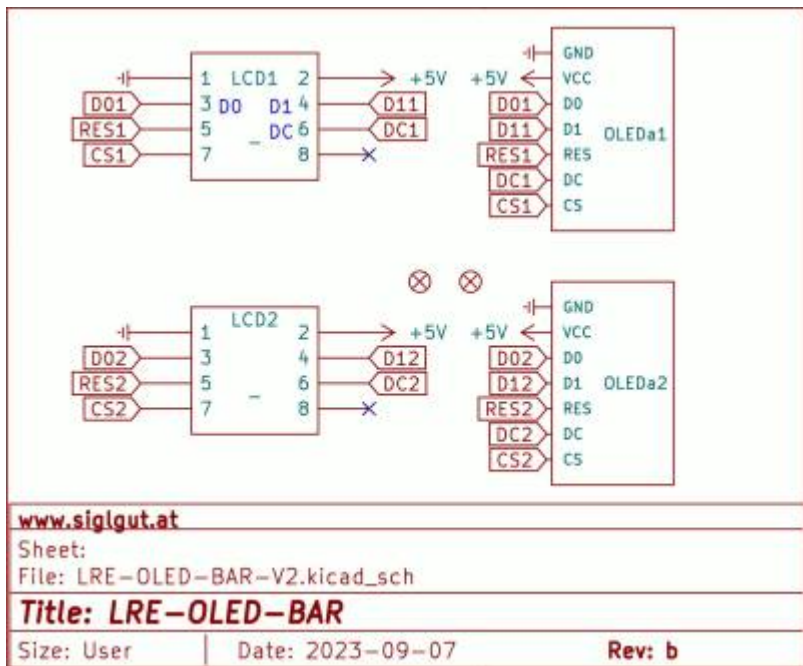 GND
1 LCD1 2 +5V +5V VCC
D01 3 D0 D1 4 D11 D01 D0
RES1 5 DC 6 DC1 D11 D1 OLEDa1
CS1 7 _ 8 RES1 RES
DC1 DC
CS1 CS
GND
1 LCD2 2 +5V +5V VCC
D02 3 4 D12 D02 D0
RES2 5 6 DC2 D12 D1 OLEDa2
CS2 7 _ 8 RES2 RES
DC2 DC
CS2 CS
www.siglgut.at
Sheet:
File: LRE-OLED-BAR-V2.kicad_sch
Title: LRE-OLED-BAR
Size: User Date: 2023-09-07 Rev: b